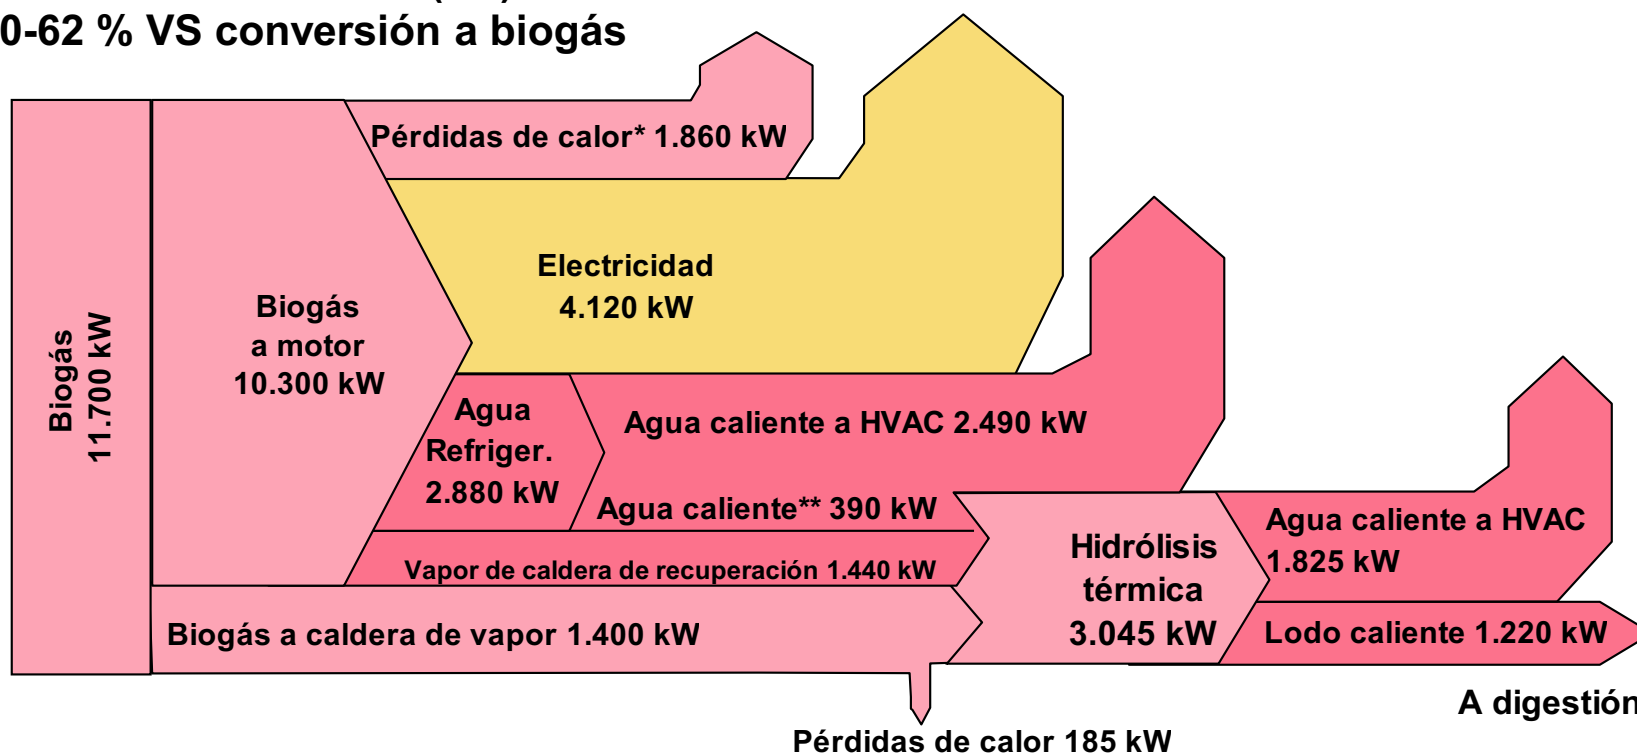 0-62 % VS conversión a biogás
Pérdidas de calor* 1.860 kW
Electricidad
4.120 kW
Biogás
11.700 kW
Biogás
a motor
10.300 kW
Agua
Refriger.
2.880 kW
Agua caliente a HVAC 2.490 kW
Agua caliente** 390 kW
Vapor de caldera de recuperación 1.440 kW
Hidrólisis
térmica
3.045 kW
Agua caliente a HVAC
1.825 kW
Biogás a caldera de vapor 1.400 kW
Lodo caliente 1.220 kW
A digestión
Pérdidas de calor 185 kW